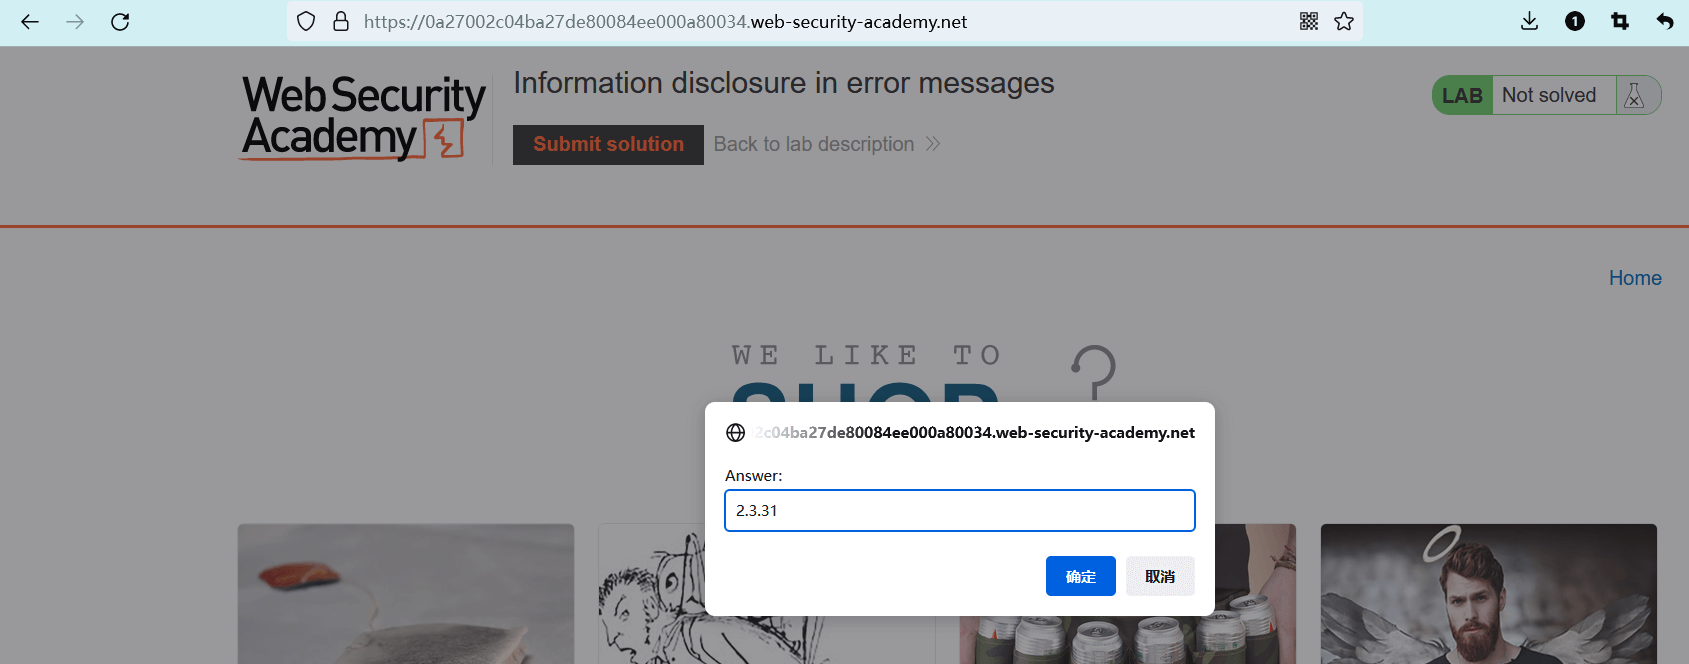 https://0a27002c04ba27de80084ee000a80034.web-security-academy.net
1
Web Security
Academy
Information disclosure in error messages
Submit solution
Back to lab description
LAB
Not solved
Home
WE LIKE TO
SHOP
2c04ba27de80084ee000a80034.web-security-academy.net
Answer:
2.3.31
确定
取消